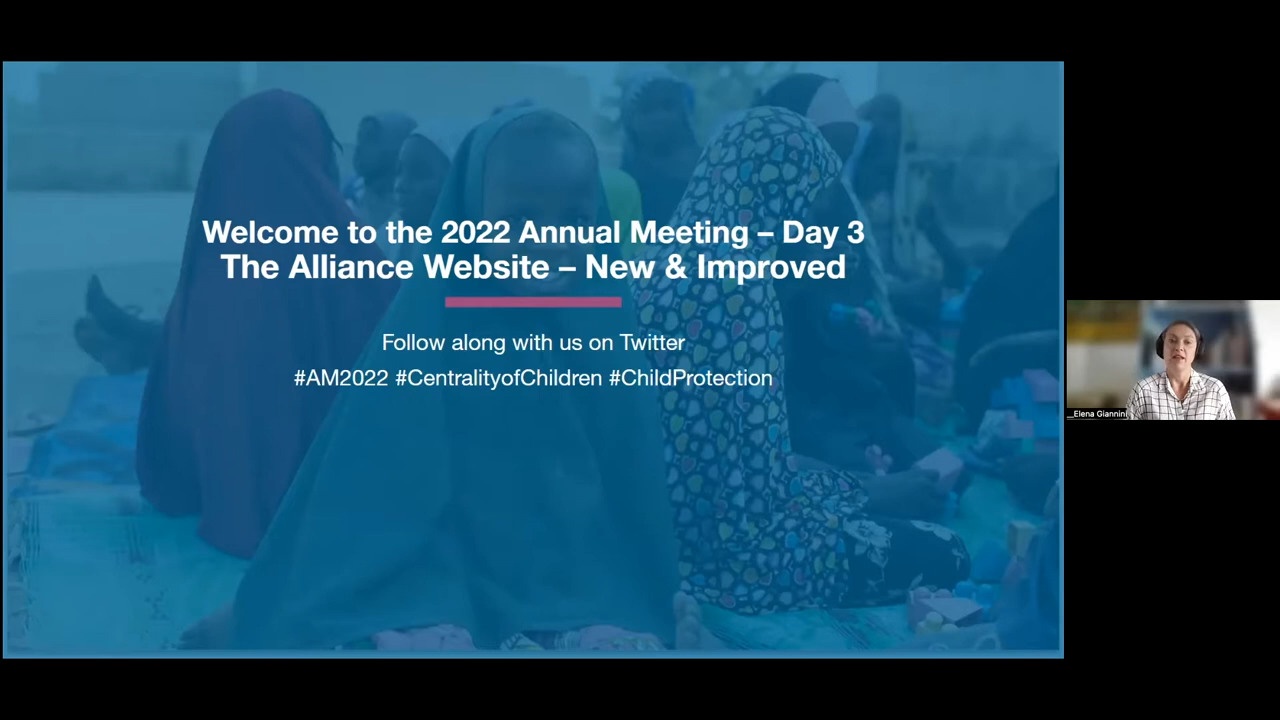 Welcome to the 2022 Annual Meeting – Day 3
The Alliance Website – New & Improved
Follow along with us on Twitter
#AM2022 #CentralityofChildren #ChildProtection
__Elena Giannini